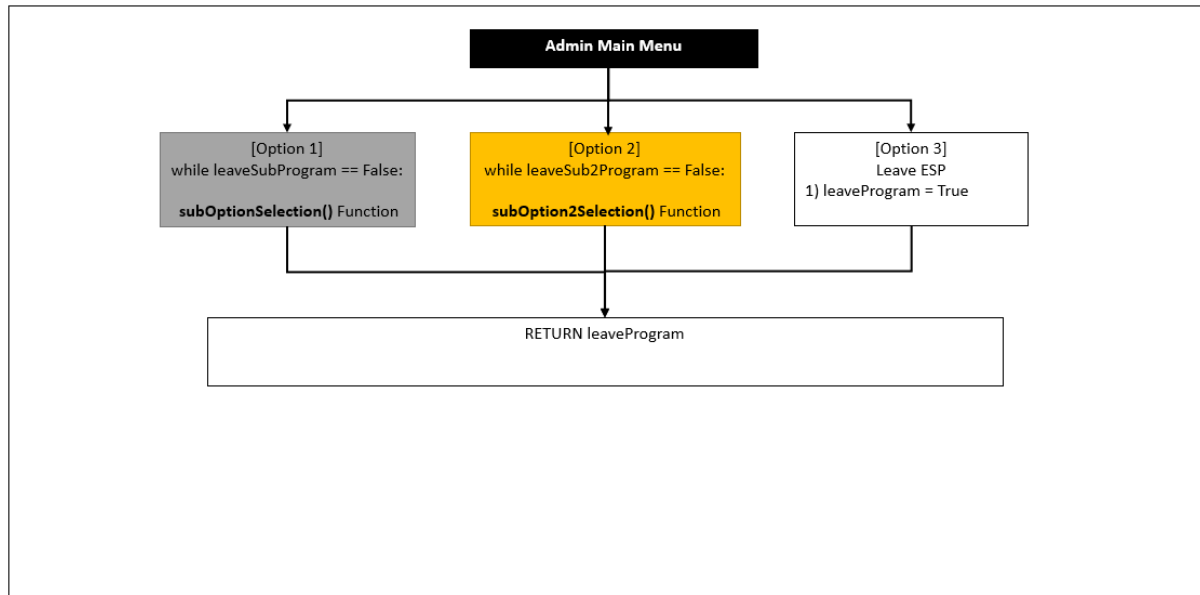 Admin Main Menu
[Option 1]
while leaveSubProgram == False:
subOptionSelection() Function
[Option 2]
while leaveSub2Program == False:
subOption2Selection() Function
[Option 3]
Leave ESP
1) leaveProgram = True
RETURN leaveProgram